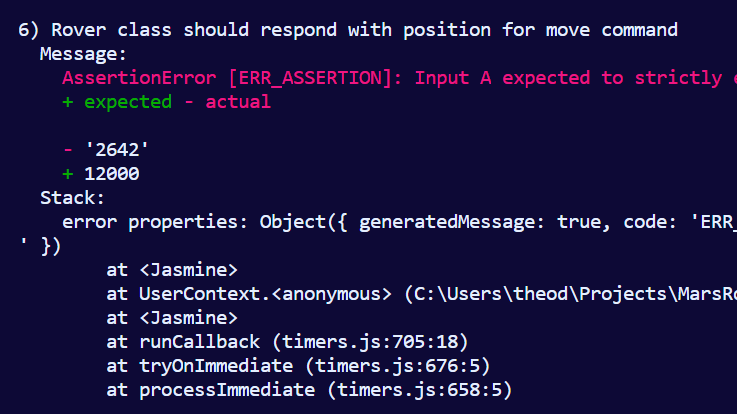 6) Rover class should respond with position for move command
Message:
AssertionError [ERR_ASSERTION]: Input A expected to strictly
+ expected - actual
- '2642'
+ 12000
Stack:
error properties: Object({ generatedMessage: true, code: 'ERR_
' })
at <Jasmine>
at UserContext.<anonymous> (C:\Users\theod\Projects\MarsRo
at <Jasmine>
at runCallback (timers.js:705:18)
at tryOnImmediate (timers.js:676:5)
at processImmediate (timers.js:658:5)